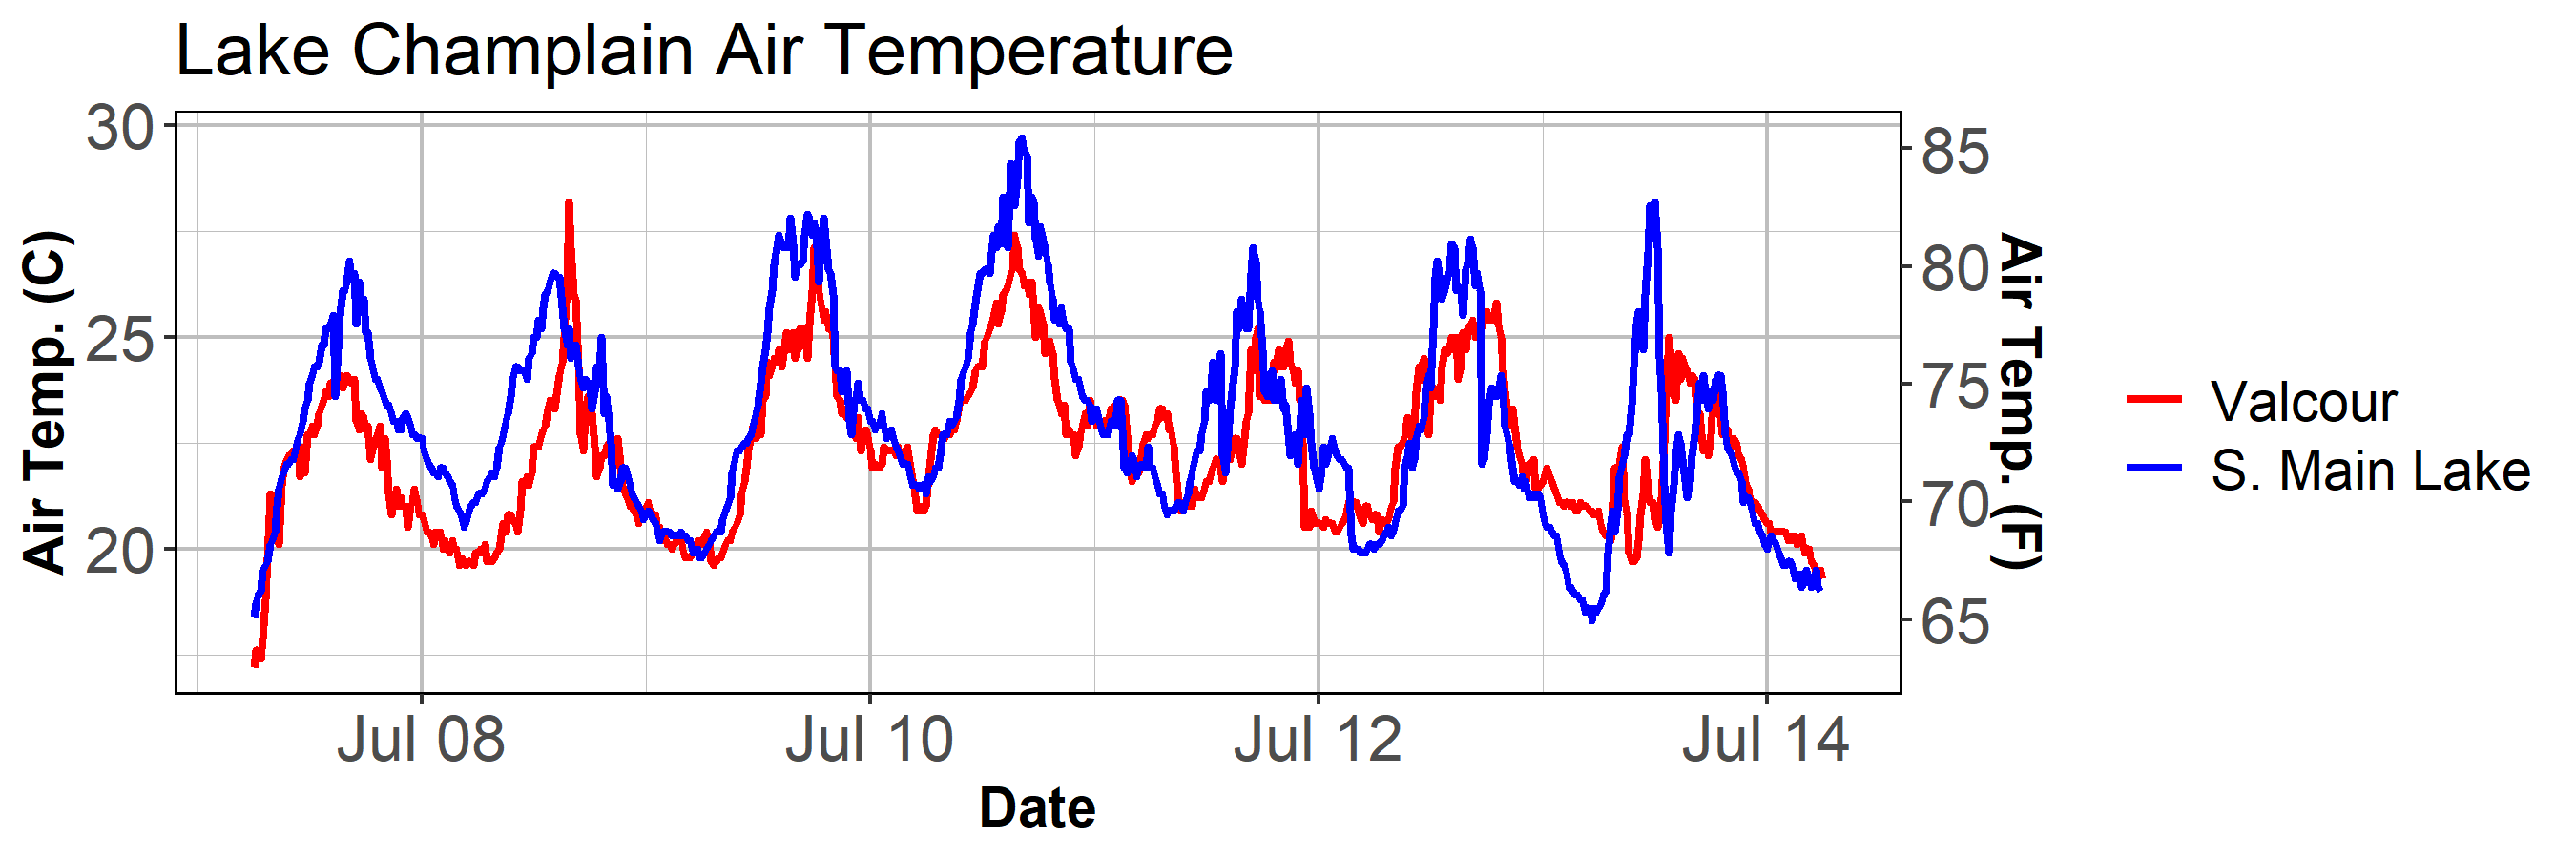 Lake Champlain Air Temperature
Air Temp. (C)
30
25
20
85
80
75
70
65
Air Temp. (F)
Jul 08
Jul 10
Jul 12
Jul 14
Date
Valcour
S. Main Lake